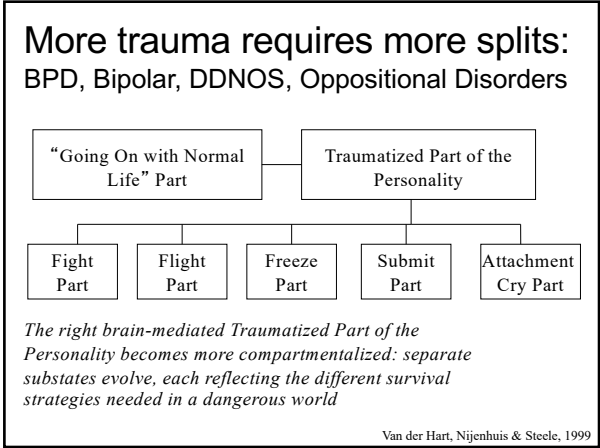 More trauma requires more splits:
BPD, Bipolar, DDNOS, Oppositional Disorders
“Going On with Normal
Life” Part
Traumatized Part of the
Personality
Fight
Part
Flight
Part
Freeze
Part
Submit
Part
Attachment
Cry Part
The right brain-mediated Traumatized Part of the
Personality becomes more compartmentalized: separate
substates evolve, each reflecting the different survival
strategies needed in a dangerous world
Van der Hart, Nijenhuis & Steele, 1999